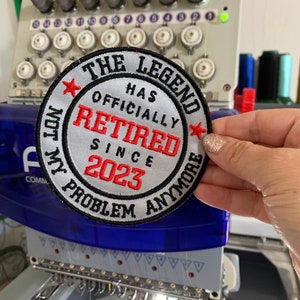 THE LEGEND
HAS
OFFICIALLY
RETIRED
SINCE
2023
NOT MY PROBLEM ANYMORE